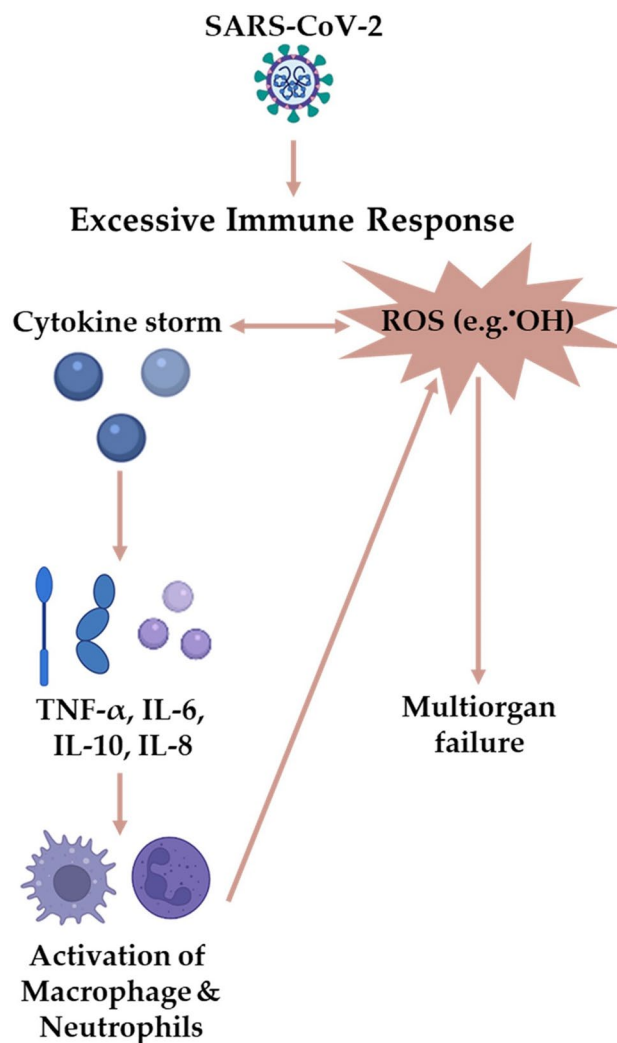 SARS-CoV-2
Excessive Immune Response
Cytokine storm
ROS (e.g.•OH)
TNF-α, IL-6,
IL-10, IL-8
Multiorgan
failure
Activation of
Macrophage &
Neutrophils